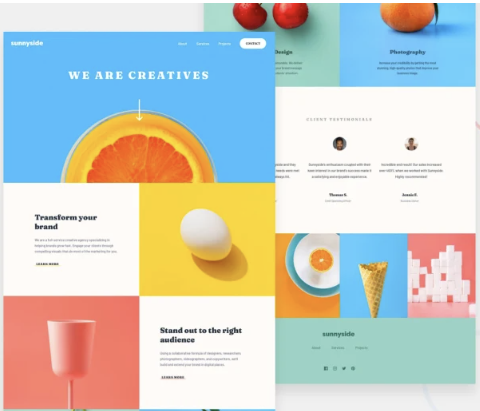 sunnyside
About Services Projects CONTACT
WE ARE CREATIVES
Transform your
brand
We are a full-service creative agency specializing in
helping brands grow fast. Engage your clients through
compelling visuals that do most of the marketing for you.
LEARN MORE
Stand out to the right
audience
Using a collaborative formula of designers, researchers,
photographers, videographers, and copywriters, we'll
build and extend your brand in digital places.
LEARN MORE
Design
Photography
CLIENT TESTIMONIALS
Thomas S.
Jennie F.
sunnyside
About Services Projects